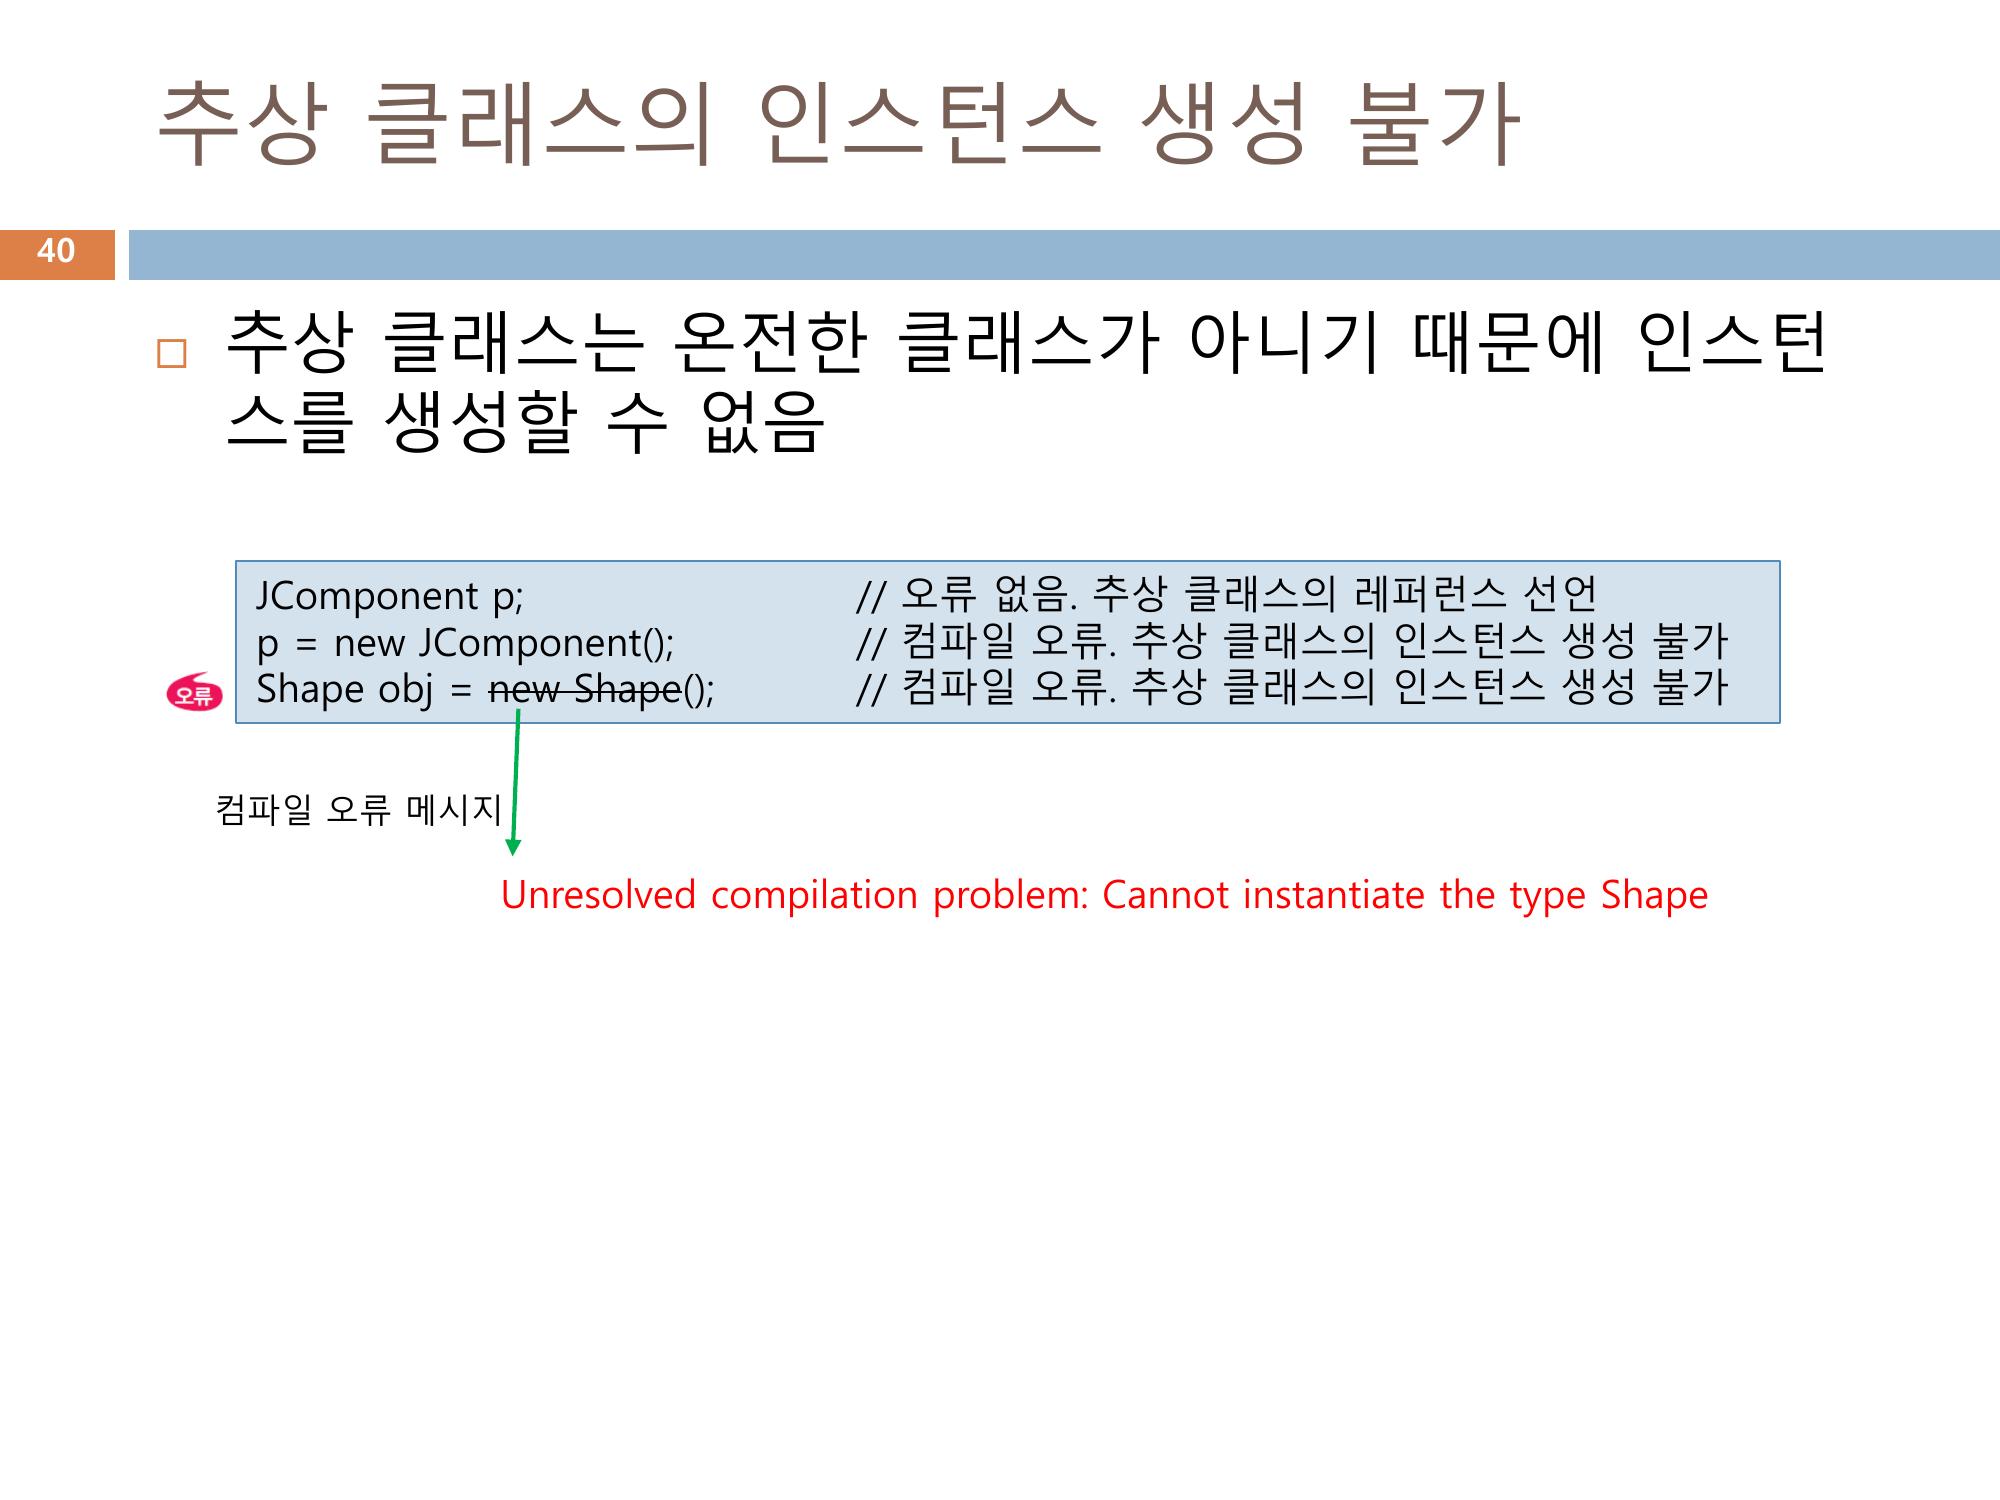 추상 클래스의 인스턴스 생성 불가
40
추상 클래스는 온전한 클래스가 아니기 때문에 인스턴
스를 생성할 수 없음
JComponent p; // 오류 없음. 추상 클래스의 레퍼런스 선언
p = new JComponent(); // 컴파일 오류. 추상 클래스의 인스턴스 생성 불가
오류
Shape obj = new Shape(); // 컴파일 오류. 추상 클래스의 인스턴스 생성 불가
컴파일 오류 메시지
Unresolved compilation problem: Cannot instantiate the type Shape